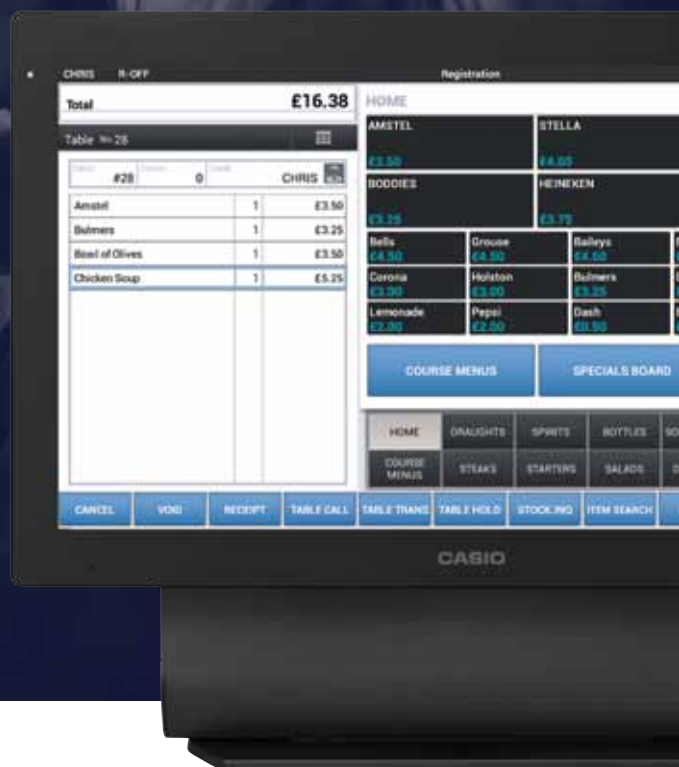 CHRIS R-OFF Registration
Total £16.38
Table No 28
#28 0 CHRIS
Amstel 1 £3.50
Bulmers 1 £3.25
Bowl of Olives 1 £3.50
Chicken Soup 1 £5.25
HOME
AMSTEL STELLA
£3.50 £4.05
BODDIES HEINEKEN
£3.25 £3.75
Bells Grouse Baileys
£4.50 £4.50 £4.50
Corona Holston Bulmers
£3.00 £3.00 £3.25
Lemonade Pepsi Dash
£2.00 £2.00 £0.50
COURSE MENUS SPECIALS BOARD
HOME DRAUGHTS SPIRITS BOTTLES
COURSE MENUS STEAKS STARTERS SALADS
CANCEL VOID RECEIPT TABLE CALL TABLE TRANS TABLE HOLD STOCK.INQ ITEM SEARCH
CASIO